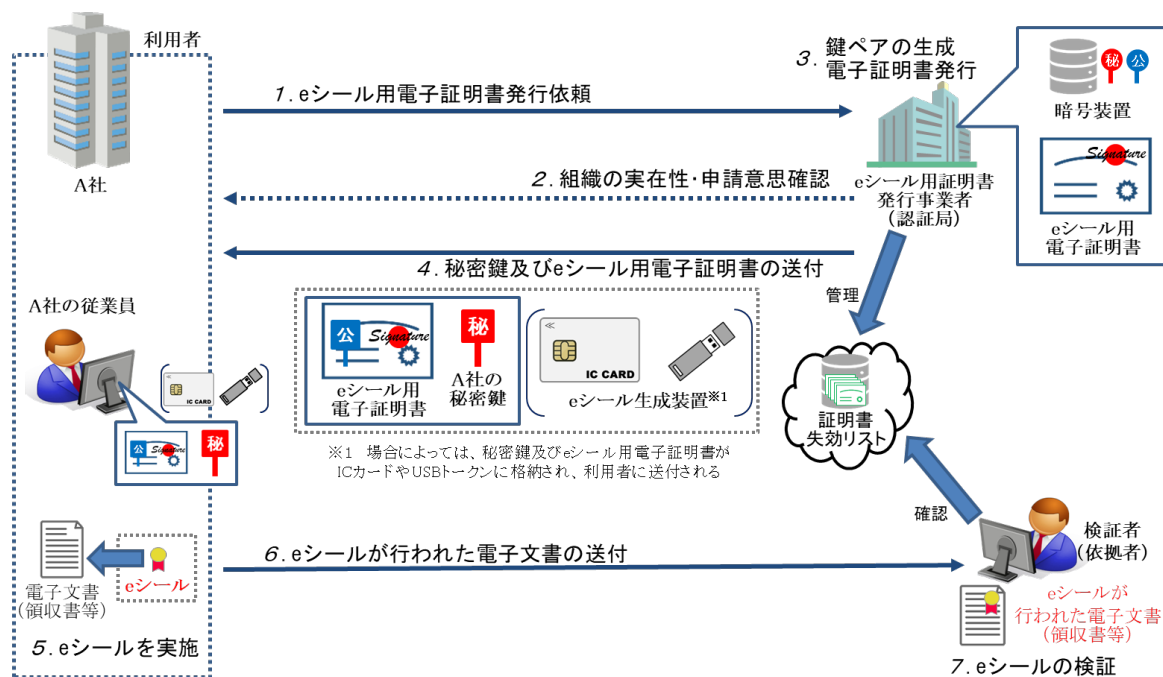 利用者
A社
1.eシール用電子証明書発行依頼
2.組織の実在性・申請意思確認
3.鍵ペアの生成
電子証明書発行
秘
公
暗号装置
Signature
eシール用
電子証明書
eシール用証明書
発行事業者
(認証局)
4.秘密鍵及びeシール用電子証明書の送付
公
Signature
eシール用
電子証明書
秘
A社の
秘密鍵
IC CARD
eシール生成装置※1
※1 場合によっては、秘密鍵及びeシール用電子証明書が
ICカードやUSBトークンに格納され、利用者に送付される
管理
証明書
失効リスト
確認
A社の従業員
IC CARD
公
Signature
秘
電子文書
(領収書等)
eシール
5.eシールを実施
6.eシールが行われた電子文書の送付
検証者
(依拠者)
eシールが
行われた電子文書
(領収書等)
7.eシールの検証